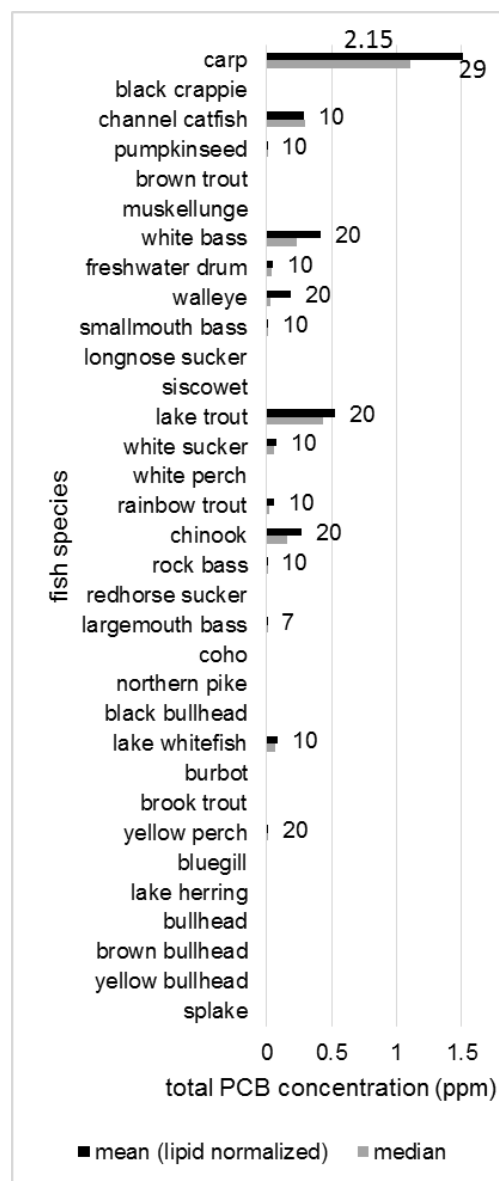 2.15
carp
29
black crappie
channel catfish 10
pumpkinseed 10
brown trout
muskellunge
white bass 20
freshwater drum 10
walleye 20
smallmouth bass 10
longnose sucker
siscowet
lake trout 20
white sucker 10
white perch
rainbow trout 10
chinook 20
rock bass 10
redhorse sucker
largemouth bass 7
coho
northern pike
black bullhead
lake whitefish 10
burbot
brook trout
yellow perch 20
bluegill
lake herring
bullhead
brown bullhead
yellow bullhead
splake
fish species
0 0.5 1 1.5
total PCB concentration (ppm)
mean (lipid normalized) median